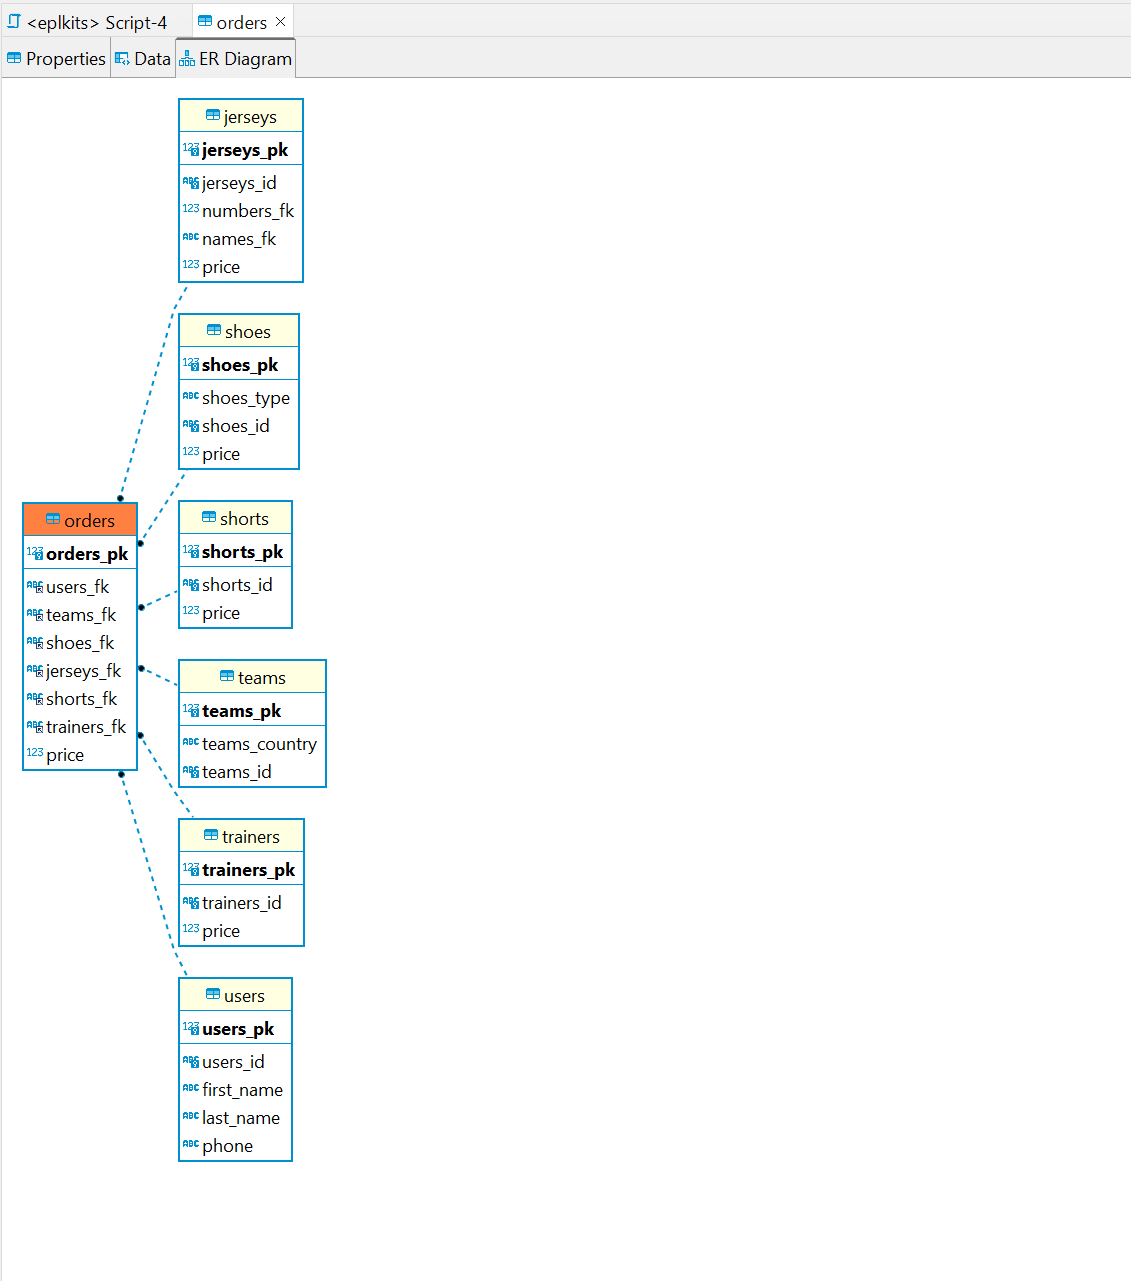 <eplkits> Script-4
orders
Properties
Data
ER Diagram
jerseys
123 jerseys_pk
ABC jerseys_id
123 numbers_fk
ABC names_fk
123 price
shoes
123 shoes_pk
ABC shoes_type
ABC shoes_id
123 price
orders
123 orders_pk
ABC users_fk
ABC teams_fk
ABC shoes_fk
ABC jerseys_fk
ABC shorts_fk
ABC trainers_fk
123 price
shorts
123 shorts_pk
ABC shorts_id
123 price
teams
123 teams_pk
ABC teams_country
ABC teams_id
trainers
123 trainers_pk
ABC trainers_id
123 price
users
123 users_pk
ABC users_id
ABC first_name
ABC last_name
ABC phone